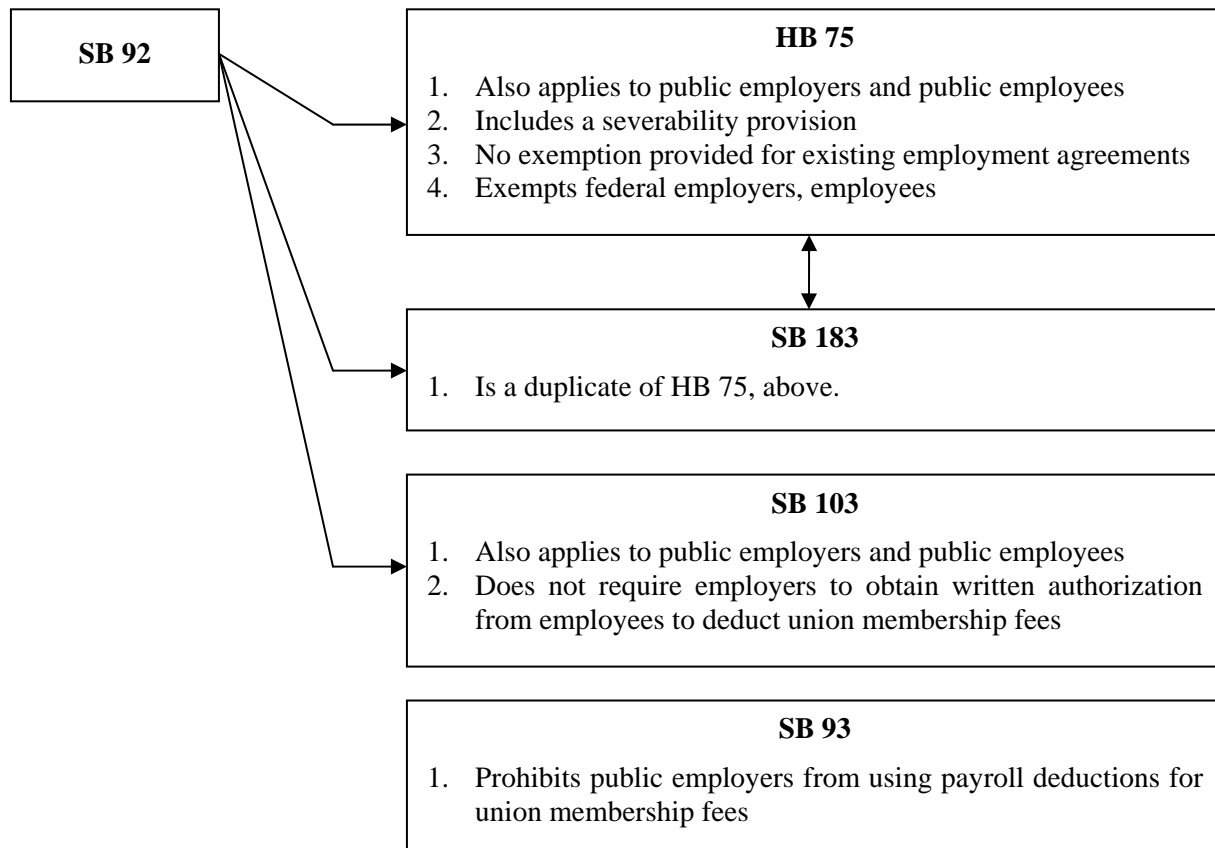 SB 92
HB 75
1. Also applies to public employers and public employees
2. Includes a severability provision
3. No exemption provided for existing employment agreements
4. Exempts federal employers, employees
SB 183
1. Is a duplicate of HB 75, above.
SB 103
1. Also applies to public employers and public employees
2. Does not require employers to obtain written authorization
from employees to deduct union membership fees
SB 93
1. Prohibits public employers from using payroll deductions for
union membership fees